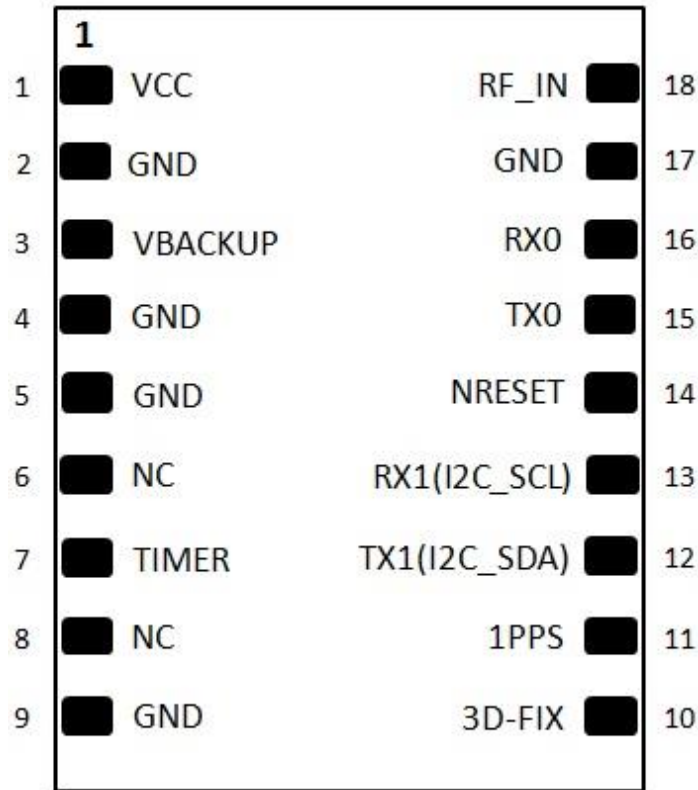 1
1 VCC RF_IN 18
2 GND GND 17
3 VBACKUP RX0 16
4 GND TX0 15
5 GND NRESET 14
6 NC RX1(I2C_SCL) 13
7 TIMER TX1(I2C_SDA) 12
8 NC 1PPS 11
9 GND 3D-FIX 10